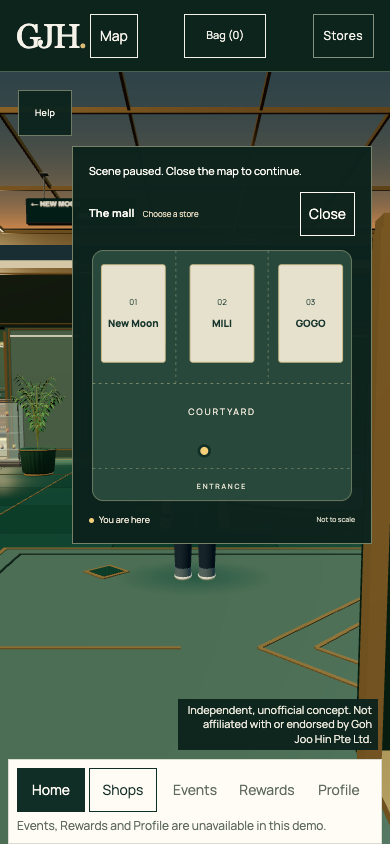 GJH.
Map
Bag (0)
Stores
Help
← NEW MOO
Scene paused. Close the map to continue.
The mall Choose a store
Close
01
New Moon
02
MILI
03
GOGO
COURTYARD
ENTRANCE
You are here
Not to scale
Independent, unofficial concept. Not
affiliated with or endorsed by Goh
Joo Hin Pte Ltd.
Home
Shops
Events
Rewards
Profile
Events, Rewards and Profile are unavailable in this demo.